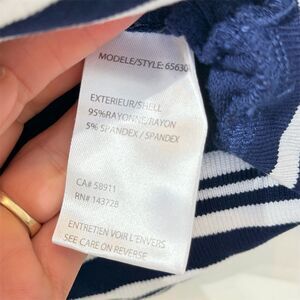 MODELE/STYLE: 65630
EXTERIEUR/SHELL
95%RAYONNE/RAYON
5% SPANDEX / SPANDEX
CA# 58911
RN# 143728
ENTRETIEN VOIR L'ENVERS
SEE CARE ON REVERSE